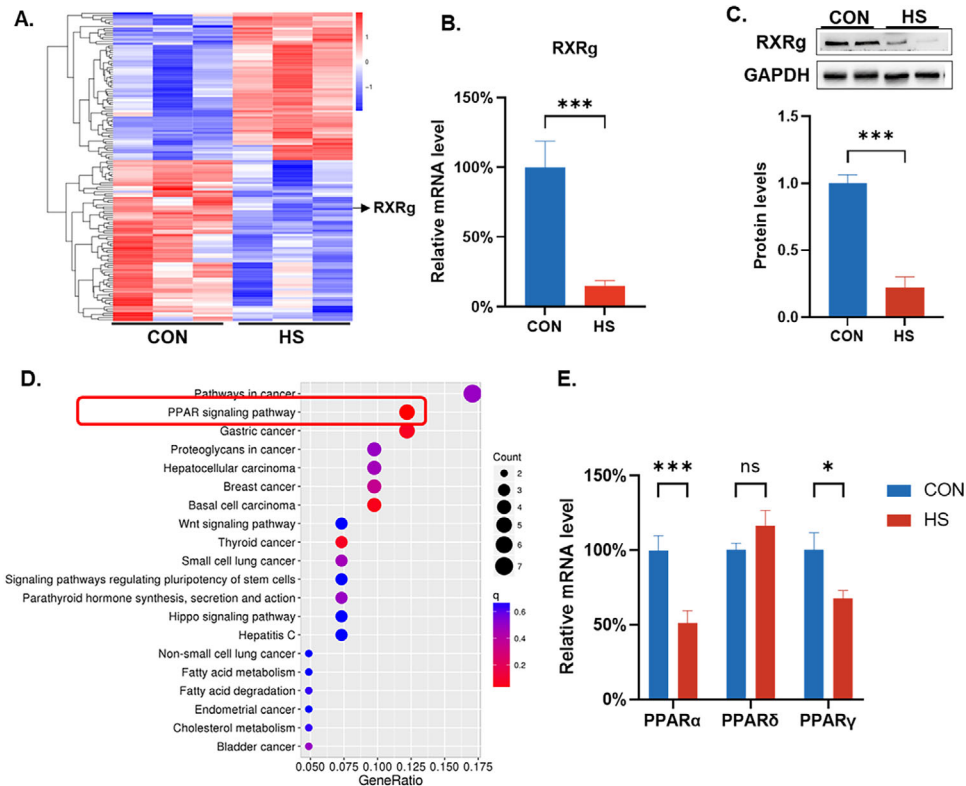 A.
1
0
−1
RXRg
CON HS
B.
RXRg
Relative mRNA level
150%
100%
50%
0%
***
CON HS
C.
CON HS
RXRg
GAPDH
Protein levels
1.5
1.0
0.5
0.0
***
CON HS
D.
Pathways in cancer
PPAR signaling pathway
Gastric cancer
Proteoglycans in cancer
Hepatocellular carcinoma
Breast cancer
Basal cell carcinoma
Wnt signaling pathway
Thyroid cancer
Small cell lung cancer
Signaling pathways regulating pluripotency of stem cells
Parathyroid hormone synthesis, secretion and action
Hippo signaling pathway
Hepatitis C
Non-small cell lung cancer
Fatty acid metabolism
Fatty acid degradation
Endometrial cancer
Cholesterol metabolism
Bladder cancer
0.050 0.075 0.100 0.125 0.150 0.175
GeneRatio
Count
2
3
4
5
6
7
q
0.6
0.4
0.2
E.
Relative mRNA level
150%
100%
50%
0%
*** ns *
CON
HS
PPARα PPARδ PPARγ